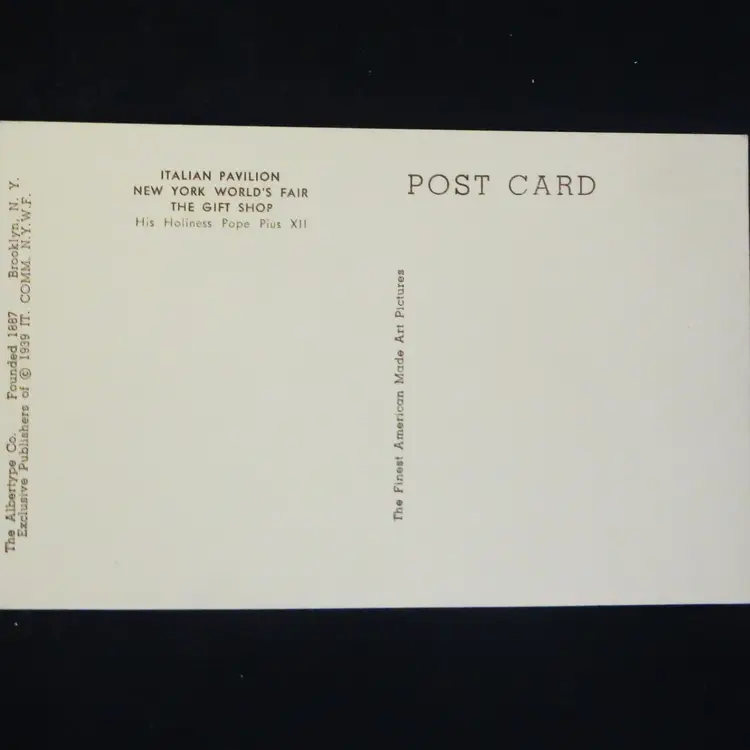 ITALIAN PAVILION
NEW YORK WORLD'S FAIR
THE GIFT SHOP
His Holiness Pope Pius XII
POST CARD
The Finest American Made Art Pictures
The Albertype Co. Founded 1887 Brooklyn, N. Y.
Exclusive Publishers of © 1939 IT. COMM. N.Y.W.F.